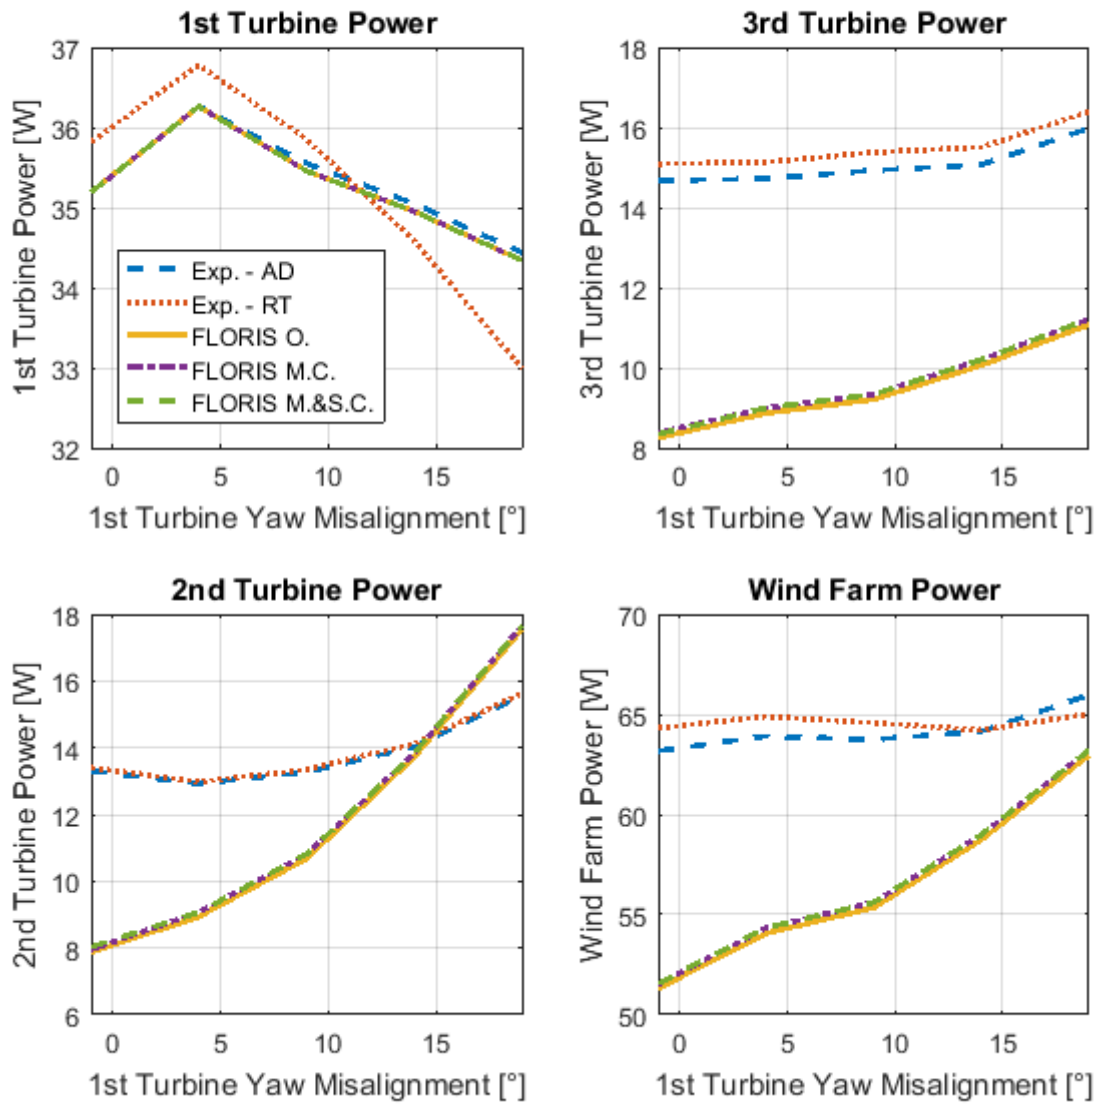 1st Turbine Power
1st Turbine Power [W]
37
36
35
34
33
32
Exp. - AD
Exp. - RT
FLORIS O.
FLORIS M.C.
FLORIS M.&S.C.
0 5 10 15
1st Turbine Yaw Misalignment [°]
3rd Turbine Power
3rd Turbine Power [W]
18
16
14
12
10
8
0 5 10 15
1st Turbine Yaw Misalignment [°]
2nd Turbine Power
2nd Turbine Power [W]
18
16
14
12
10
8
6
0 5 10 15
1st Turbine Yaw Misalignment [°]
Wind Farm Power
Wind Farm Power [W]
70
65
60
55
50
0 5 10 15
1st Turbine Yaw Misalignment [°]